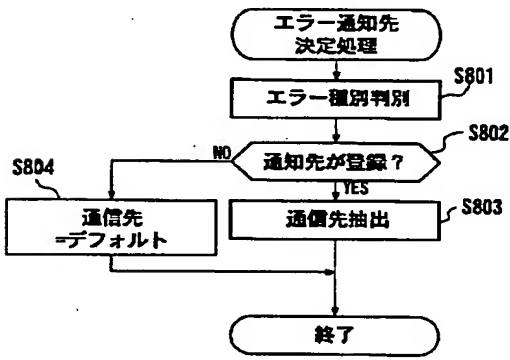 エラー通知先
決定処理
S801
エラー種別判別
S802
通知先が登録？
NO
YES
S804
通信先
=デフォルト
S803
通信先抽出
終了